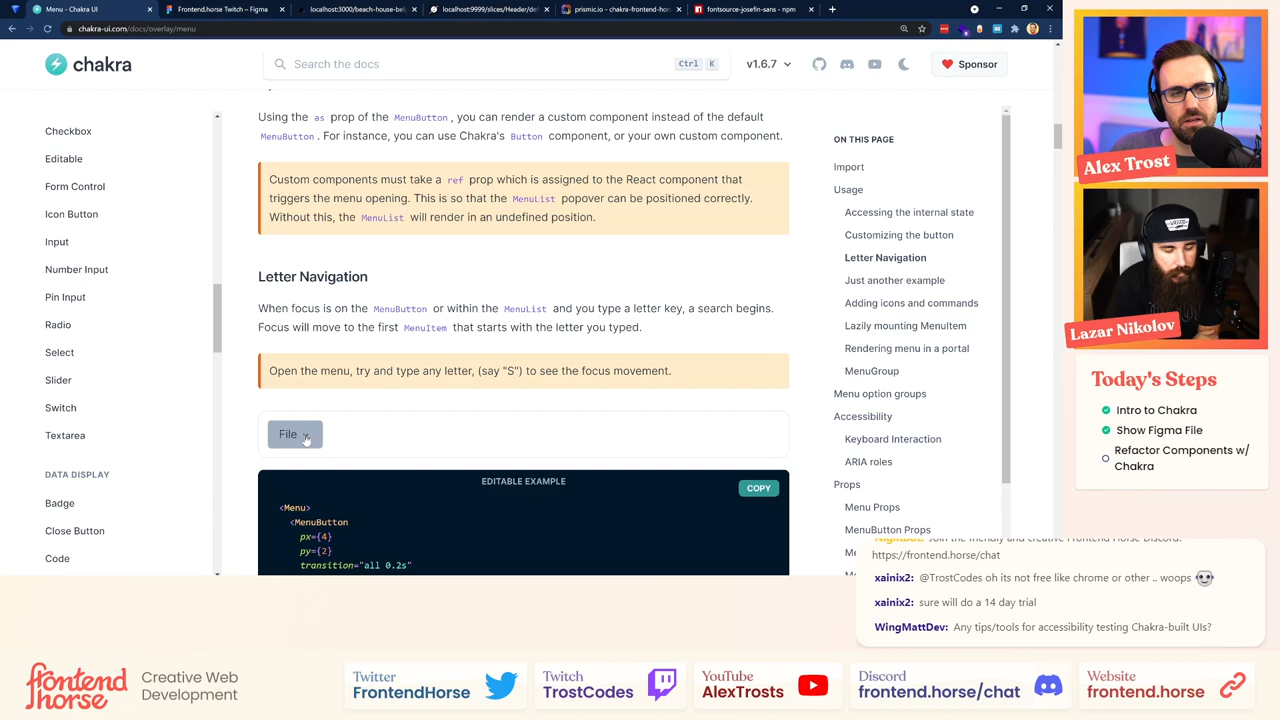 Menu - Chakra UI
Frontend.horse Twitch – Figma
localhost:3000/beach-house-be
localhost:9999/slices/Header/de
prismic.io - chakra-frontend-hor
fontsource-josefin-sans - npm
chakra-ui.com/docs/overlay/menu
chakra
Search the docs
Ctrl
K
v1.6.7
Sponsor
Checkbox
Editable
Form Control
Icon Button
Input
Number Input
Pin Input
Radio
Select
Slider
Switch
Textarea
DATA DISPLAY
Badge
Close Button
Code
Using the as prop of the MenuButton, you can render a custom component instead of the default
MenuButton. For instance, you can use Chakra's Button component, or your own custom component.
Custom components must take a ref prop which is assigned to the React component that
triggers the menu opening. This is so that the MenuList popover can be positioned correctly.
Without this, the MenuList will render in an undefined position.
Letter Navigation
When focus is on the MenuButton or within the MenuList and you type a letter key, a search begins.
Focus will move to the first MenuItem that starts with the letter you typed.
Open the menu, try and type any letter, (say "S") to see the focus movement.
File
EDITABLE EXAMPLE
COPY
<Menu>
<MenuButton
px={4}
py={2}
transition="all 0.2s"
ON THIS PAGE
Import
Usage
Accessing the internal state
Customizing the button
Letter Navigation
Just another example
Adding icons and commands
Lazily mounting MenuItem
Rendering menu in a portal
MenuGroup
Menu option groups
Accessibility
Keyboard Interaction
ARIA roles
Props
Menu Props
MenuButton Props
Alex Trost
Lazar Nikolov
Today's Steps
Intro to Chakra
Show Figma File
Refactor Components w/
Chakra
Nightbot: Join the friendly and creative Frontend Horse Discord:
https://frontend.horse/chat
xainix2: @TrostCodes oh its not free like chrome or other .. woops
xainix2: sure will do a 14 day trial
WingMattDev: Any tips/tools for accessibility testing Chakra-built UIs?
frontend
horse
Creative Web
Development
Twitter
FrontendHorse
Twitch
TrostCodes
YouTube
AlexTrosts
Discord
frontend.horse/chat
Website
frontend.horse